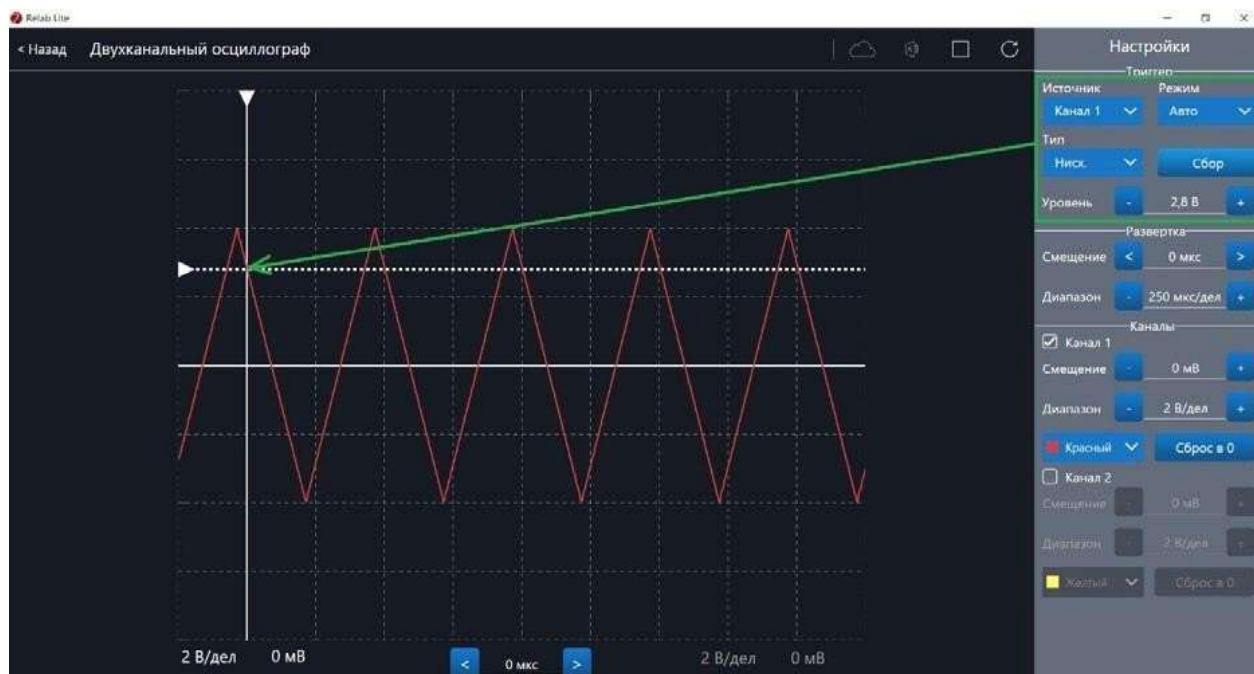 Relab Lite
< Назад Двухканальный осциллограф
Настройки
Триггер
Источник Режим
Канал 1 Авто
Тип
Нисх. Сбор
Уровень - 2,8 В +
Развертка
Смещение < 0 мкс >
Диапазон - 250 мкс/дел +
Каналы
Канал 1
Смещение - 0 мВ +
Диапазон - 2 В/дел +
Красный Сброс в 0
Канал 2
Смещение - 0 мВ +
Диапазон - 2 В/дел +
Желтый Сброс в 0
2 В/дел 0 мВ < 0 мкс > 2 В/дел 0 мВ